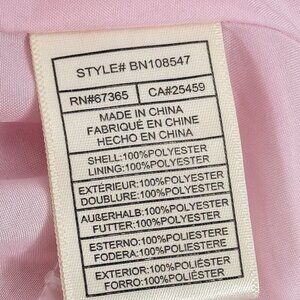 STYLE# BN108547
RN#67365 CA#25459
MADE IN CHINA
FABRIQUÉ EN CHINE
HECHO EN CHINA
SHELL:100%POLYESTER
LINING:100%POLYESTER
EXTÉRIEUR:100%POLYESTER
DOUBLURE:100%POLYESTER
AUßERHALB:100%POLYESTER
FUTTER:100%POLYESTER
ESTERNO:100%POLIESTERE
FODERA:100%POLIESTERE
EXTERIOR:100%POLIÉSTER
FORRO:100%POLIÉSTER